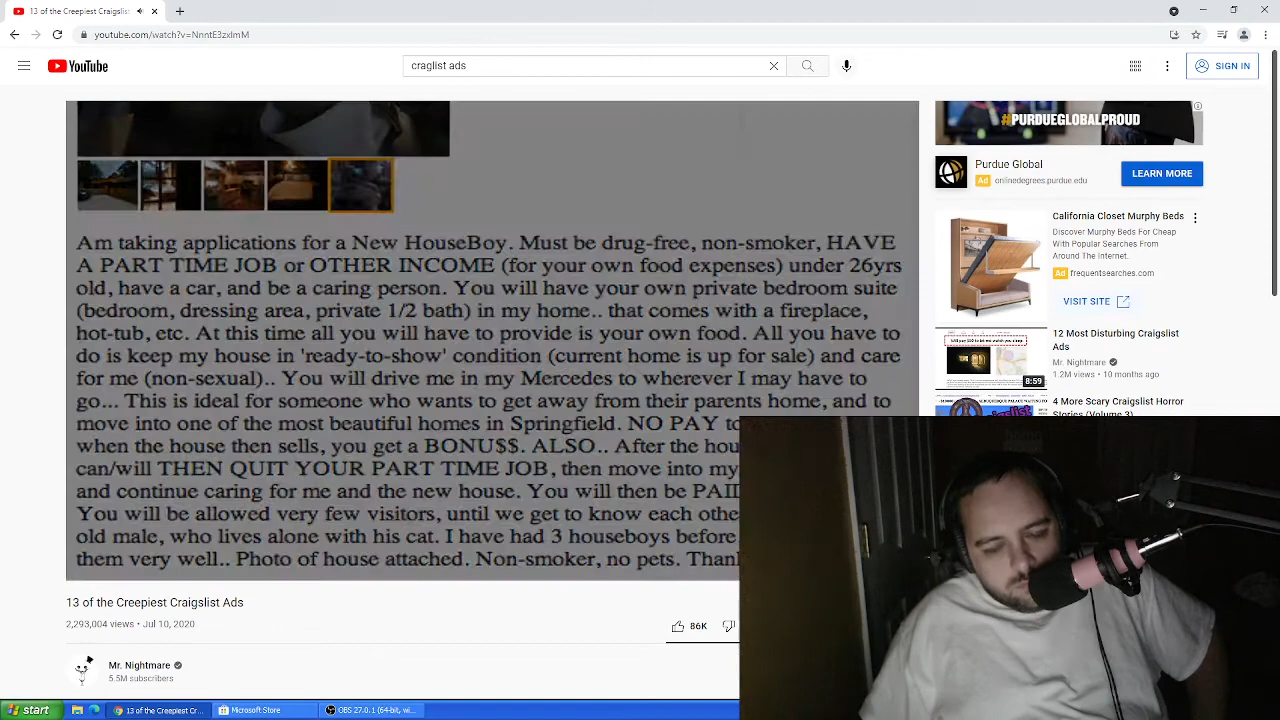 13 of the Creepiest Craigslis
youtube.com/watch?v=NnntE3zxlmM
YouTube
craglist ads
SIGN IN
#PURDUEGLOBALPROUD
Purdue Global
Ad onlinedegrees.purdue.edu
LEARN MORE
California Closet Murphy Beds
Discover Murphy Beds For Cheap
With Popular Searches From
Around The Internet.
Ad frequentsearches.com
VISIT SITE
12 Most Disturbing Craigslist
Ads
Mr. Nightmare
1.2M views • 10 months ago
8:59
4 More Scary Craigslist Horror
Stories (Volume 3)
Am taking applications for a New HouseBoy. Must be drug-free, non-smoker, HAVE
A PART TIME JOB or OTHER INCOME (for your own food expenses) under 26yrs
old, have a car, and be a caring person. You will have your own private bedroom suite
(bedroom, dressing area, private 1/2 bath) in my home.. that comes with a fireplace,
hot-tub, etc. At this time all you will have to provide is your own food. All you have to
do is keep my house in 'ready-to-show' condition (current home is up for sale) and care
for me (non-sexual).. You will drive me in my Mercedes to wherever I may have to
go... This is ideal for someone who wants to get away from their parents home, and to
move into one of the most beautiful homes in Springfield. NO PAY to
when the house then sells, you get a BONU$$. ALSO.. After the hou
can/will THEN QUIT YOUR PART TIME JOB, then move into my
and continue caring for me and the new house. You will then be PAID
You will be allowed very few visitors, until we get to know each othe
old male, who lives alone with his cat. I have had 3 houseboys before.
them very well.. Photo of house attached. Non-smoker, no pets. Than
13 of the Creepiest Craigslist Ads
2,293,004 views • Jul 10, 2020
86K
Mr. Nightmare
5.5M subscribers
start
13 of the Creepiest Cr...
Microsoft Store
OBS 27.0.1 (64-bit, wi...